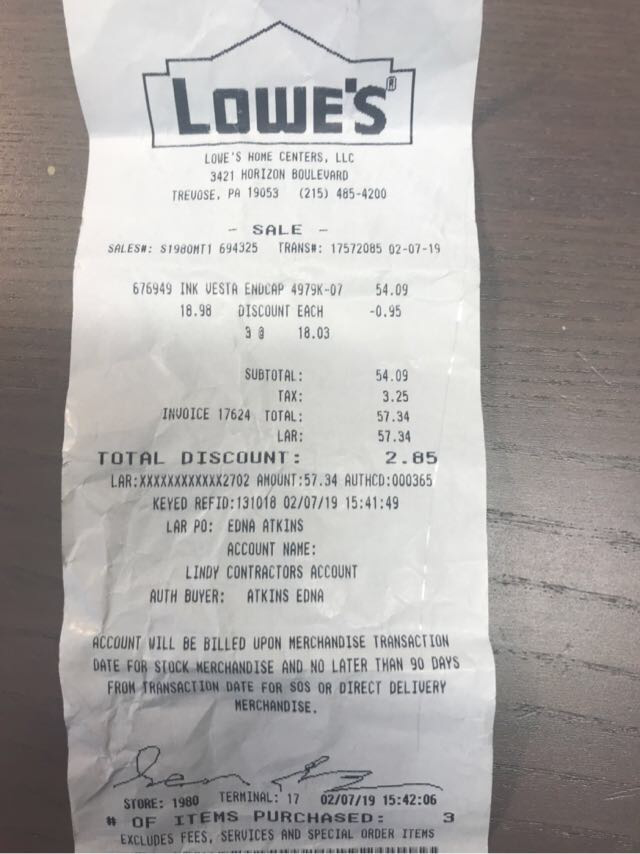 LOWE'S®
LOWE'S HOME CENTERS, LLC
3421 HORIZON BOULEVARD
TREVOSE, PA 19053 (215) 485-4200
- SALE -
SALES#: S1980MT1 694325 TRANS#: 17572085 02-07-19
676949 INK VESTA ENDCAP 4979K-07 54.09
18.98 DISCOUNT EACH -0.95
3 @ 18.03
SUBTOTAL: 54.09
TAX: 3.25
INVOICE 17624 TOTAL: 57.34
LAR: 57.34
TOTAL DISCOUNT: 2.85
LAR:XXXXXXXXXXXX2702 AMOUNT:57.34 AUTHCD:000365
KEYED REFID:131018 02/07/19 15:41:49
LAR PO: EDNA ATKINS
ACCOUNT NAME:
LINDY CONTRACTORS ACCOUNT
AUTH BUYER: ATKINS EDNA
ACCOUNT WILL BE BILLED UPON MERCHANDISE TRANSACTION
DATE FOR STOCK MERCHANDISE AND NO LATER THAN 90 DAYS
FROM TRANSACTION DATE FOR SOS OR DIRECT DELIVERY
MERCHANDISE.
STORE: 1980 TERMINAL: 17 02/07/19 15:42:06
# OF ITEMS PURCHASED: 3
EXCLUDES FEES, SERVICES AND SPECIAL ORDER ITEMS